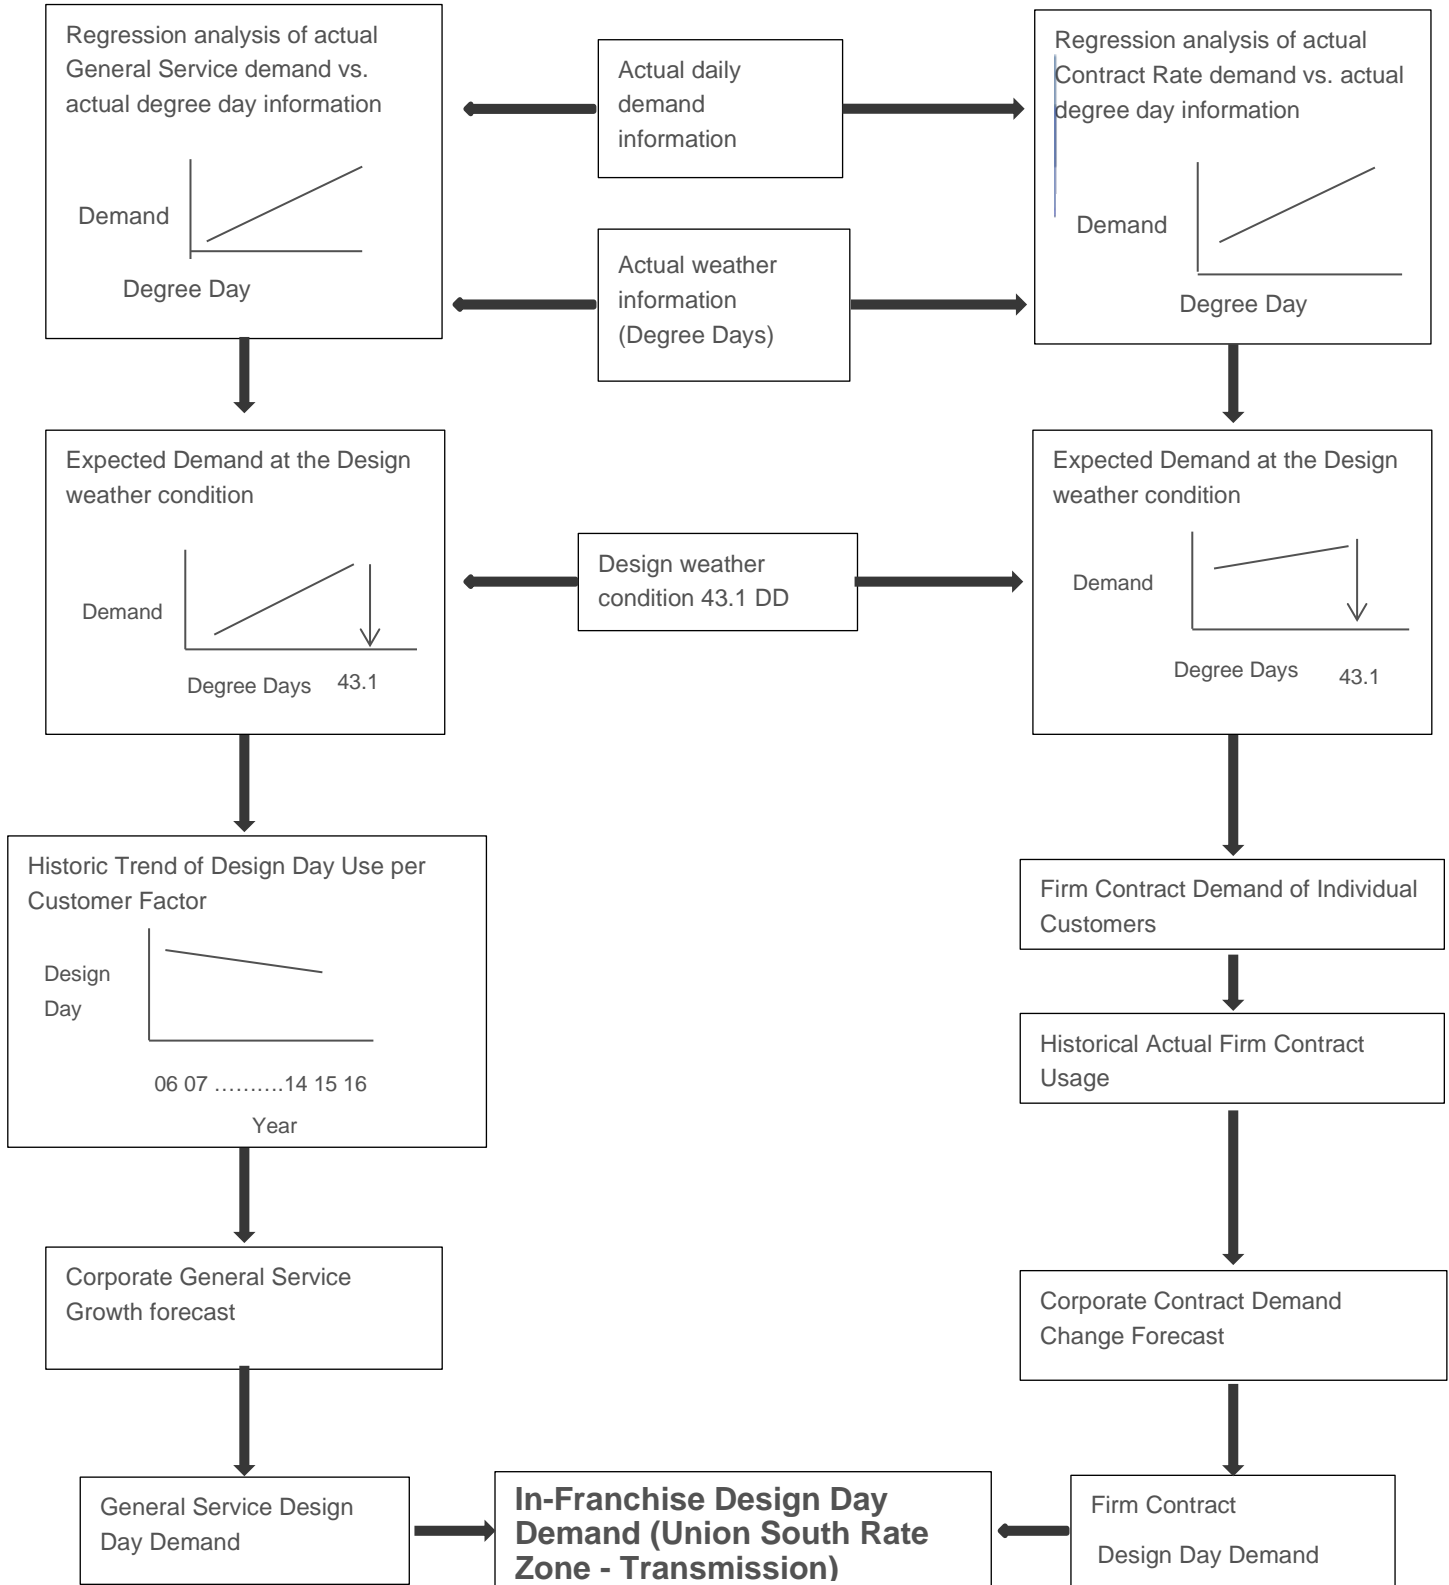 Regression analysis of actual
General Service demand vs.
actual degree day information
Demand
Degree Day
Actual daily
demand
information
Regression analysis of actual
Contract Rate demand vs. actual
degree day information
Demand
Degree Day
Actual weather
information
(Degree Days)
Expected Demand at the Design
weather condition
Demand
Degree Days
43.1
Design weather
condition 43.1 DD
Expected Demand at the Design
weather condition
Demand
Degree Days
43.1
Historic Trend of Design Day Use per
Customer Factor
Design
Day
06 07 ……….14 15 16
Year
Firm Contract Demand of Individual
Customers
Historical Actual Firm Contract
Usage
Corporate General Service
Growth forecast
Corporate Contract Demand
Change Forecast
General Service Design
Day Demand
In-Franchise Design Day
Demand (Union South Rate
Zone - Transmission)
Firm Contract
Design Day Demand